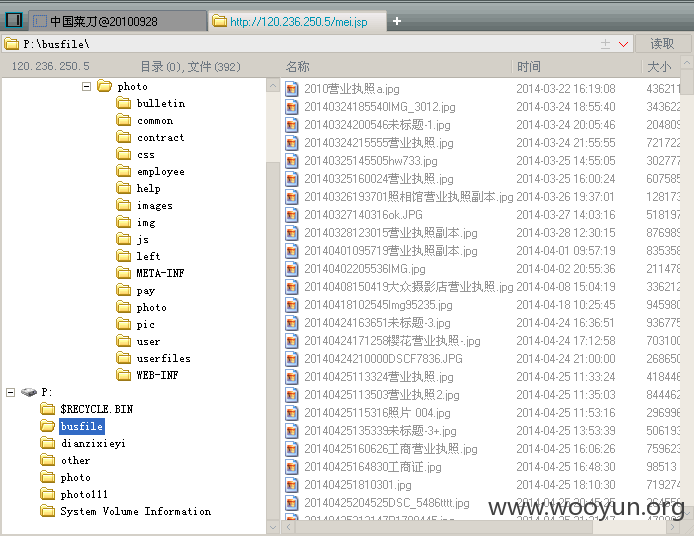 中国菜刀@20100928 http://120.236.250.5/mei.jsp
P:\busfile\ 读取
120.236.250.5 目录(0),文件(392) 名称 时间 大小
photo
bulletin
common
contract
css
employee
help
images
img
js
left
META-INF
pay
photo
pic
user
userfiles
WEB-INF
P:
$RECYCLE.BIN
busfile
dianzixieyi
other
photo
photo111
System Volume Information
2010营业执照a.jpg 2014-03-22 16:19:08 436211
20140324185540IMG_3012.jpg 2014-03-24 18:55:40 343622
20140324200546未标题-1.jpg 2014-03-24 20:05:46 204809
20140324215555营业执照.jpg 2014-03-24 21:55:55 721722
20140325145505hw733.jpg 2014-03-25 14:55:05 302777
20140325160024营业执照.jpg 2014-03-25 16:00:24 607585
20140326193701照相馆营业执照副本.jpg 2014-03-26 19:37:01 128173
20140327140316ok.JPG 2014-03-27 14:03:16 518197
20140328123015营业执照副本.jpg 2014-03-28 12:30:15 876989
20140401095719营业执照副本.jpg 2014-04-01 09:57:19 835358
20140402205536IMG.jpg 2014-04-02 20:55:36 211478
20140408150419大众摄影店营业执照.jpg 2014-04-08 15:04:19 336212
20140418102545Img95235.jpg 2014-04-18 10:25:45 945980
20140424163651未标题-3.jpg 2014-04-24 16:36:51 936775
20140424171258樱花营业执照-.jpg 2014-04-24 17:12:58 703100
20140424210000DSCF7836.JPG 2014-04-24 21:00:00 268650
20140425113324营业执照.jpg 2014-04-25 11:33:24 418446
20140425113503营业执照2.jpg 2014-04-25 11:35:03 844462
20140425115316照片 004.jpg 2014-04-25 11:53:16 296996
20140425135339未标题-3+.jpg 2014-04-25 13:53:39 506193
20140425160626工商营业执照.jpg 2014-04-25 16:06:26 759623
20140425164830工商证.jpg 2014-04-25 16:48:30 98513
20140425181030​1.jpg 2014-04-25 18:10:30 719274
20140425204525DSC_5486tttt.jpg 2014-04-25 20:45:25
www.wooyun.org